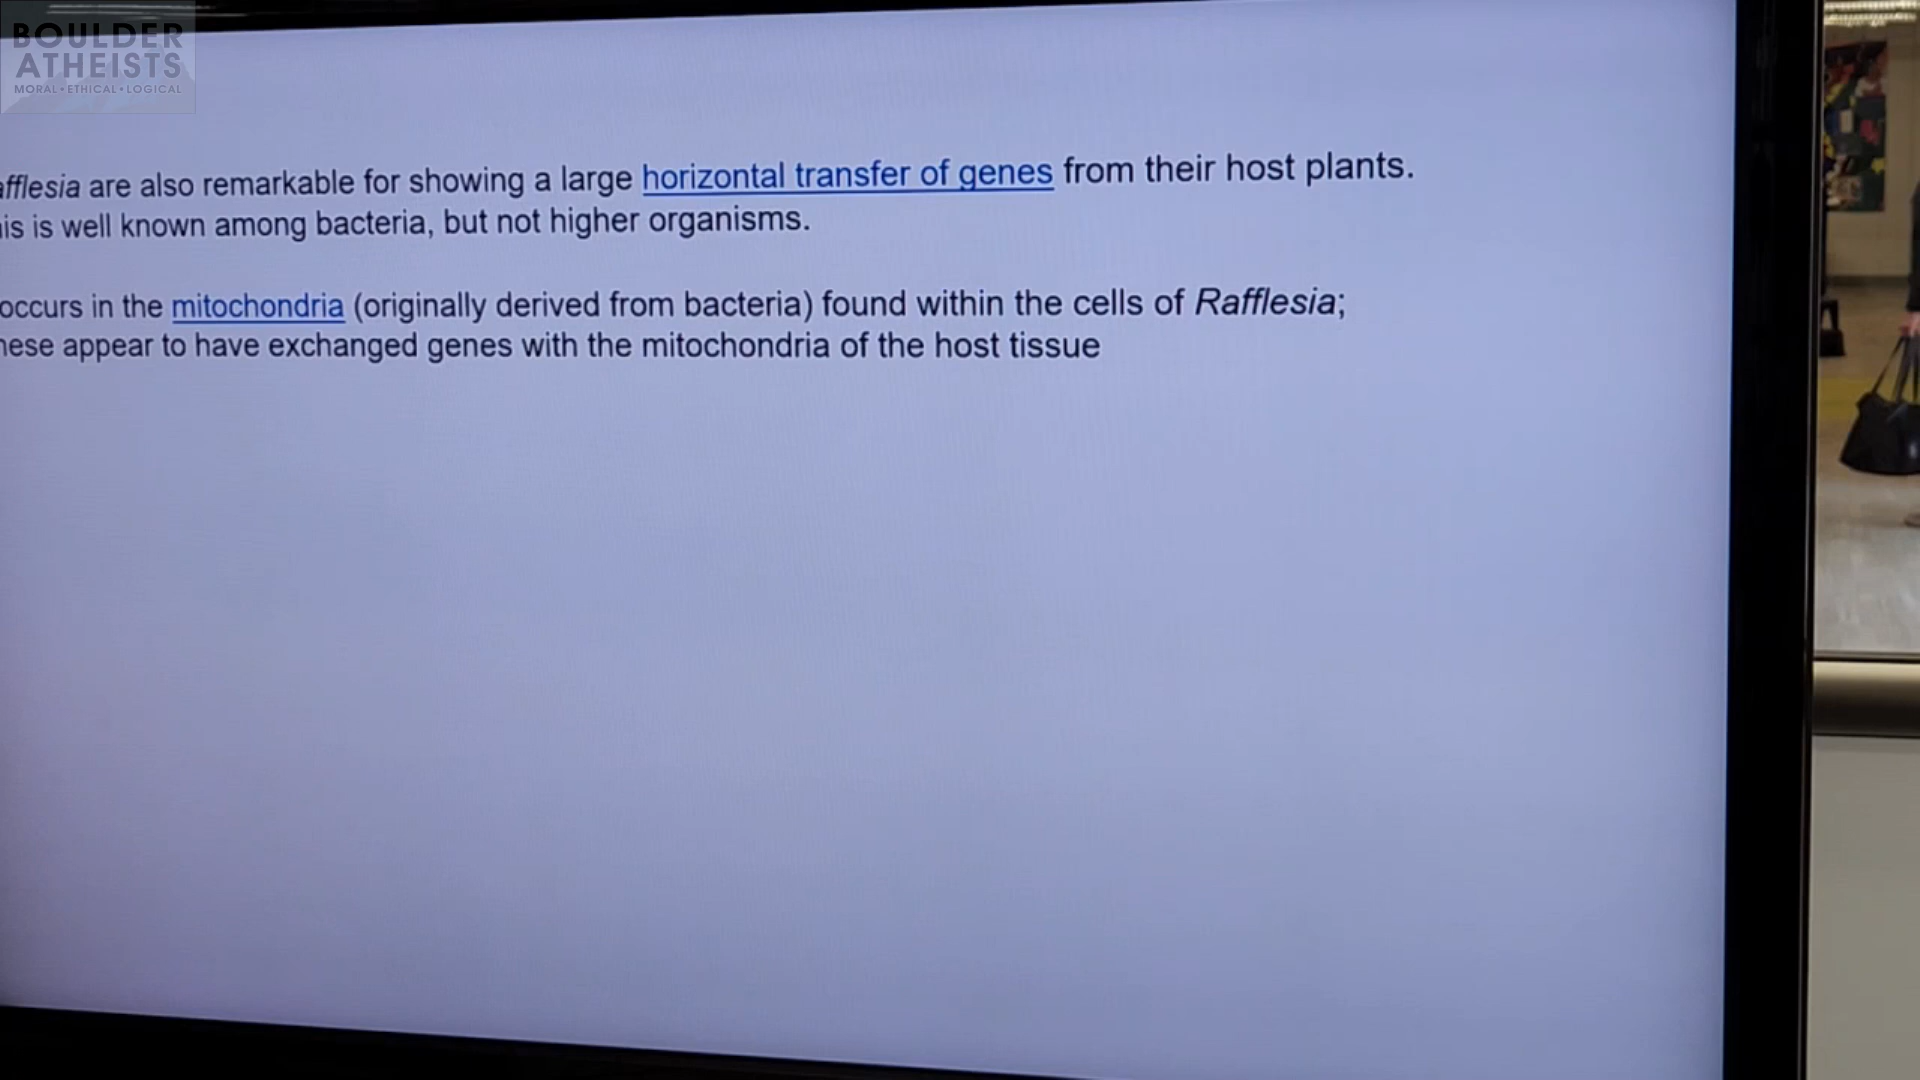 BOULDER
ATHEISTS
MORAL • ETHICAL • LOGICAL
afflesia are also remarkable for showing a large horizontal transfer of genes from their host plants.
is is well known among bacteria, but not higher organisms.
occurs in the mitochondria (originally derived from bacteria) found within the cells of Rafflesia;
hese appear to have exchanged genes with the mitochondria of the host tissue